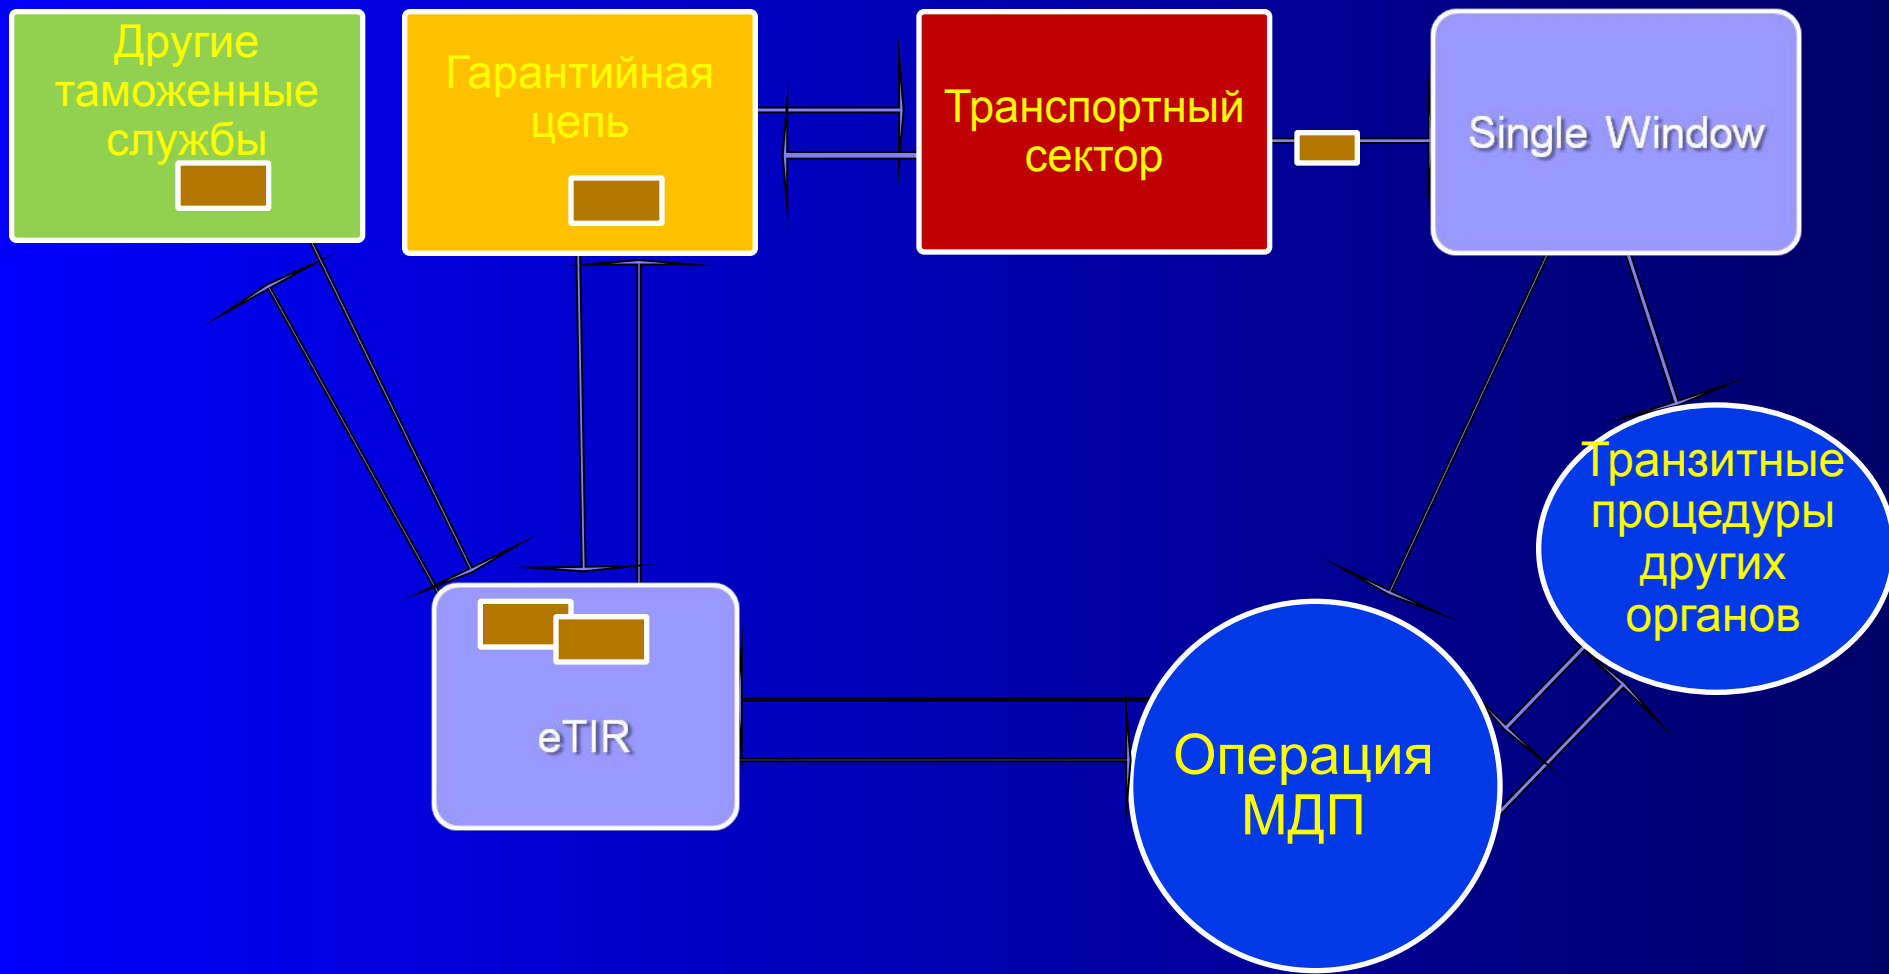 Другие
таможенные
службы
Гарантийная
цепь
Транспортный
сектор
Single Window
Транзитные
процедуры
других
органов
eTIR
Операция
МДП